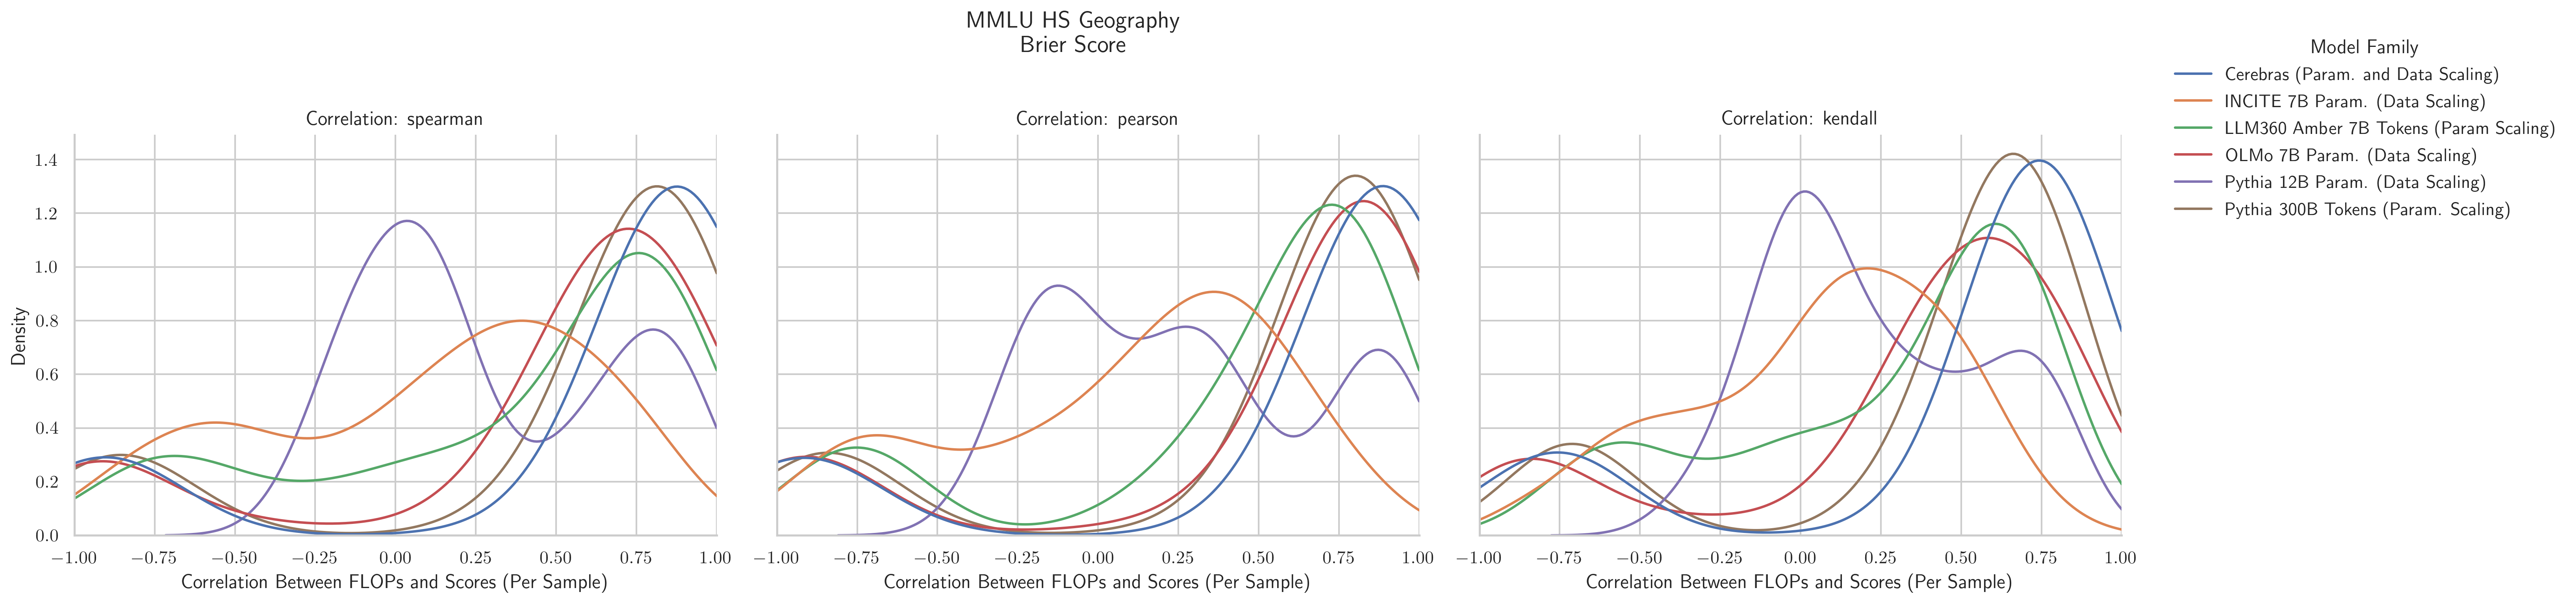 MMLU HS Geography
Brier Score
Model Family
Cerebras (Param. and Data Scaling)
INCITE 7B Param. (Data Scaling)
LLM360 Amber 7B Tokens (Param Scaling)
OLMo 7B Param. (Data Scaling)
Pythia 12B Param. (Data Scaling)
Pythia 300B Tokens (Param. Scaling)
Correlation: spearman
Correlation: pearson
Correlation: kendall
Density
1.4
1.2
1.0
0.8
0.6
0.4
0.2
0.0
−1.00 −0.75 −0.50 −0.25 0.00 0.25 0.50 0.75 1.00
−1.00 −0.75 −0.50 −0.25 0.00 0.25 0.50 0.75 1.00
−1.00 −0.75 −0.50 −0.25 0.00 0.25 0.50 0.75 1.00
Correlation Between FLOPs and Scores (Per Sample)
Correlation Between FLOPs and Scores (Per Sample)
Correlation Between FLOPs and Scores (Per Sample)